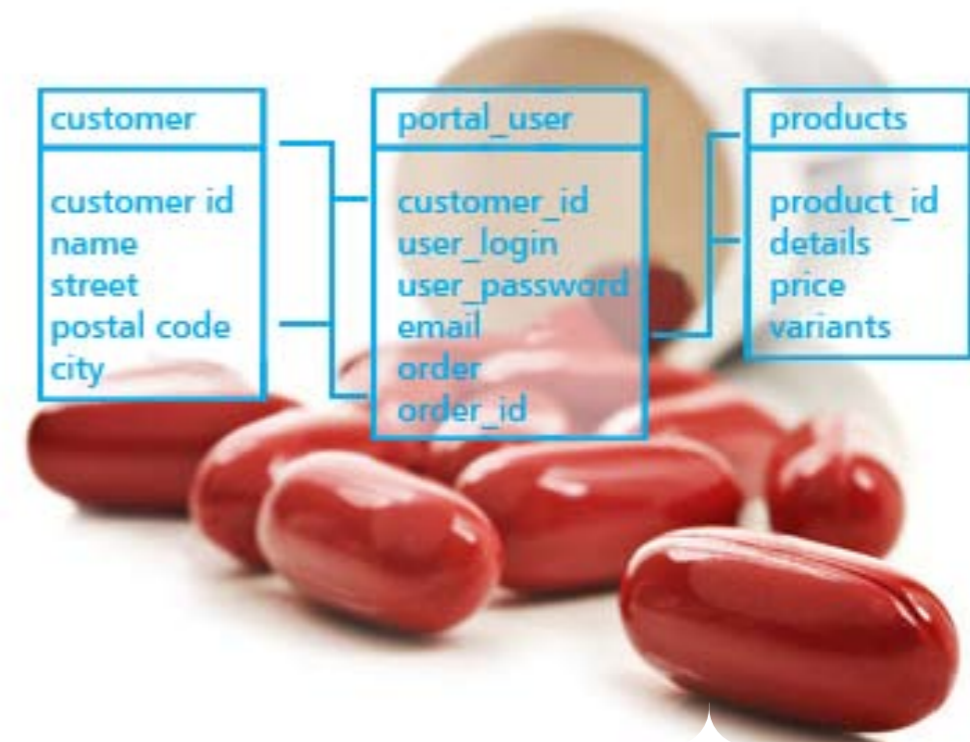 customer
customer id
name
street
postal code
city
portal_user
customer_id
user_login
user_password
email
order
order_id
products
product_id
details
price
variants